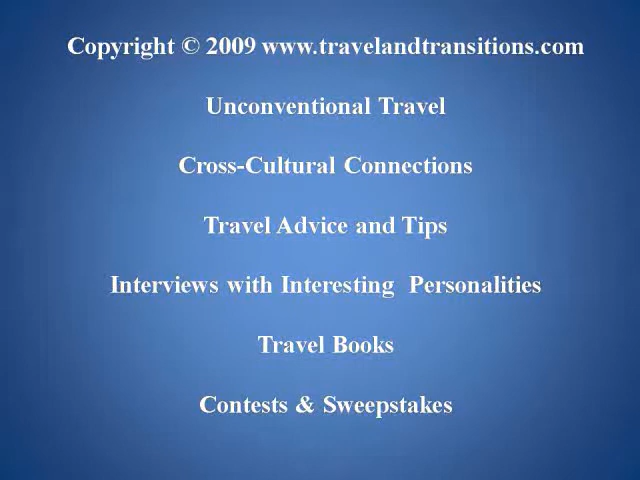 Copyright © 2009 www.travelandtransitions.com
Unconventional Travel
Cross-Cultural Connections
Travel Advice and Tips
Interviews with Interesting  Personalities
Travel Books
Contests & Sweepstakes